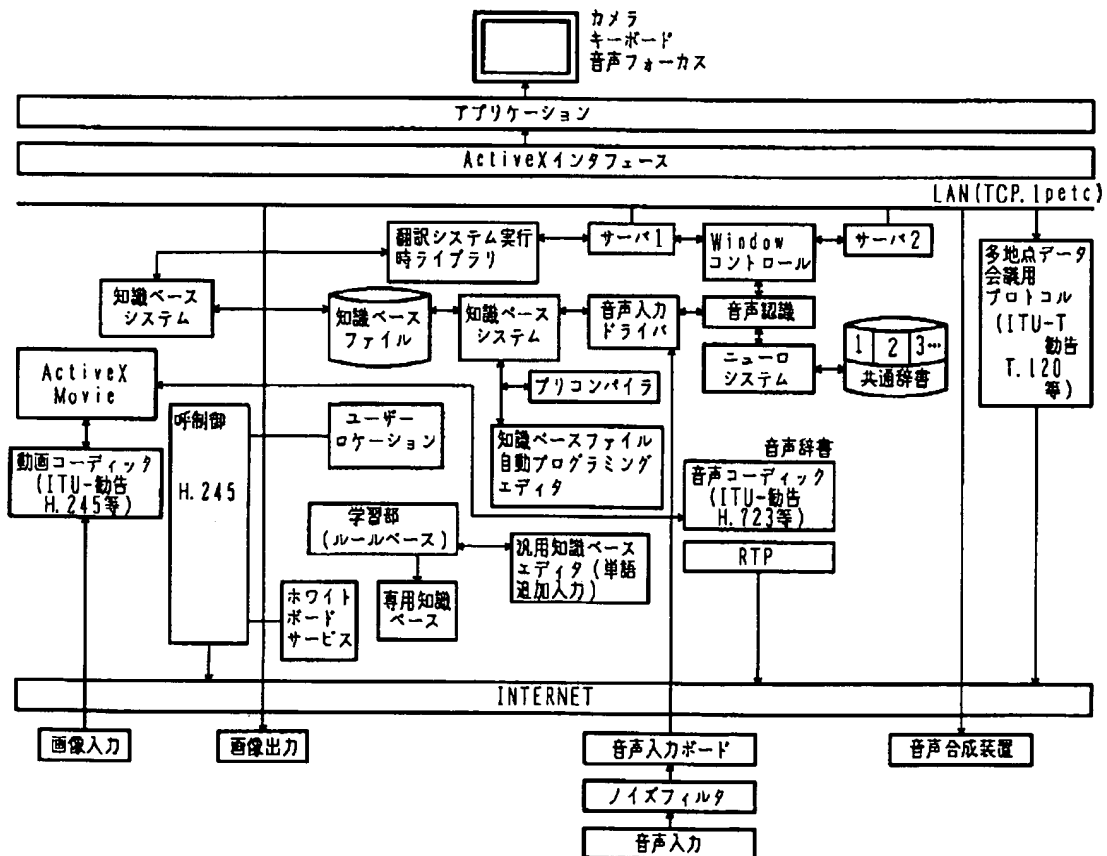 カメラ
キーボード
音声フォーカス
アプリケーション
ActiveXインタフェース
LAN(TCP.Ipetc)
翻訳システム実行
時ライブラリ
サーバ1
Window
コントロール
サーバ2
多地点データ
会議用
プロトコル
(ITU-T
勧告
T.120
等)
知識ベース
システム
知識ベース
ファイル
知識ベース
システム
音声入力
ドライバ
音声認識
ニューロ
システム
1 2 3…
共通辞書
ActiveX
Movie
プリコンパイラ
呼制部
H.245
ユーザー
ロケーション
知識ベースファイル
自動プログラミング
エディタ
動画コーディック
(ITU-勧告
H.245等)
音声辞書
音声コーディック
(ITU-勧告
H.723等)
学習部
(ルールベース)
汎用知識ベース
エディタ(単語
追加入力)
RTP
ホワイト
ボード
サービス
専用知識
ベース
INTERNET
画像入力
画像出力
音声入力ボード
音声合成装置
ノイズフィルタ
音声入力